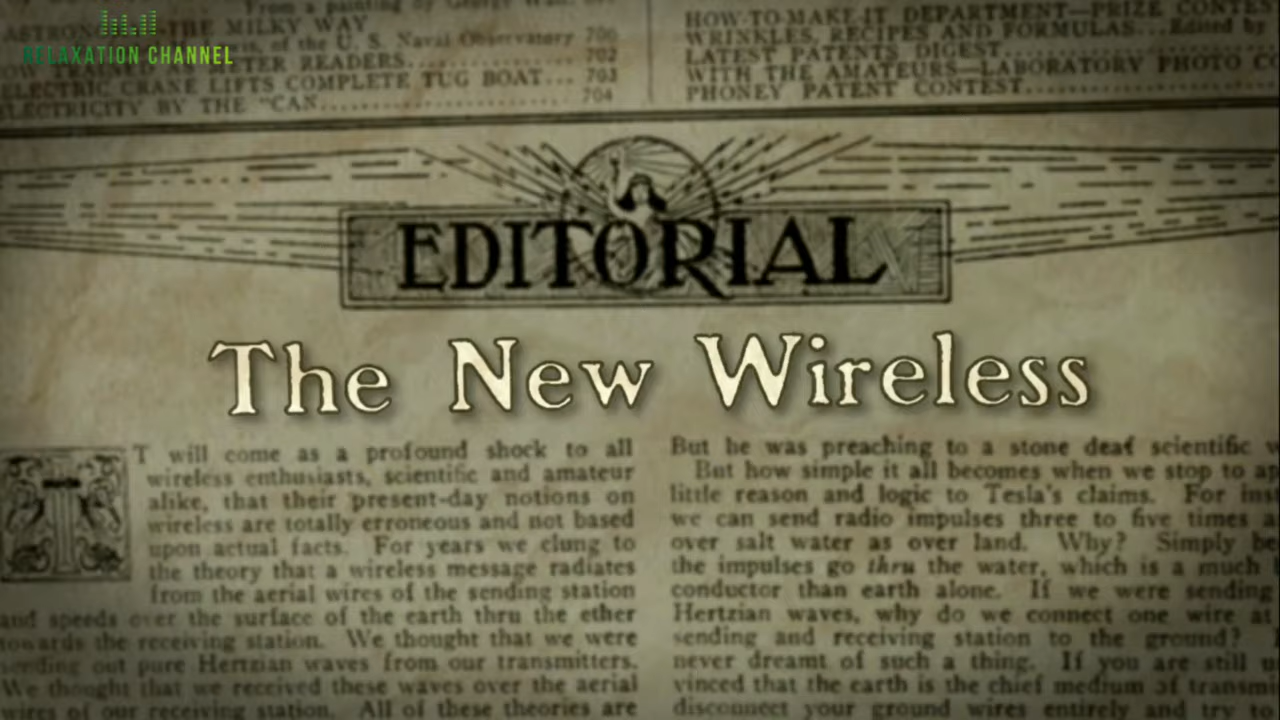 From a painting by George
RELAXATION CHANNEL
THE MILKY WAY
of the U. S. Naval Observatory 700
READERS 702
ELECTRIC CRANE LIFTS COMPLETE TUG BOAT... 703
ELECTRICITY BY THE "CAN 704
HOW-TO-MAKE-IT DEPARTMENT—PRIZE CONTES
WRINKLES, RECIPES AND FORMULAS...Edited by
LATEST PATENTS DIGEST
WITH THE AMATEURS—LABORATORY PHOTO CO
PHONEY PATENT CONTEST
EDITORIAL
The New Wireless
IT will come as a profound shock to all
wireless enthusiasts, scientific and amateur
alike, that their present-day notions on
wireless are totally erroneous and not based
upon actual facts. For years we clung to
the theory that a wireless message radiates
from the aerial wires of the sending station
and speeds over the surface of the earth thru the ether
towards the receiving station. We thought that we were
sending out pure Hertzian waves from our transmitters.
We thought that we received these waves over the aerial
wires of our receiving station. All of these theories are
But he was preaching to a stone deaf scientific w
But how simple it all becomes when we stop to ap
little reason and logic to Tesla's claims. For ins
we can send radio impulses three to five times a
over salt water as over land. Why? Simply be
the impulses go thru the water, which is a much
conductor than earth alone. If we were sending
Hertzian waves, why do we connect one wire at
sending and receiving station to the ground?
never dreamt of such a thing. If you are still u
vinced that the earth is the chief medium of transm
disconnect your ground wires entirely and try to